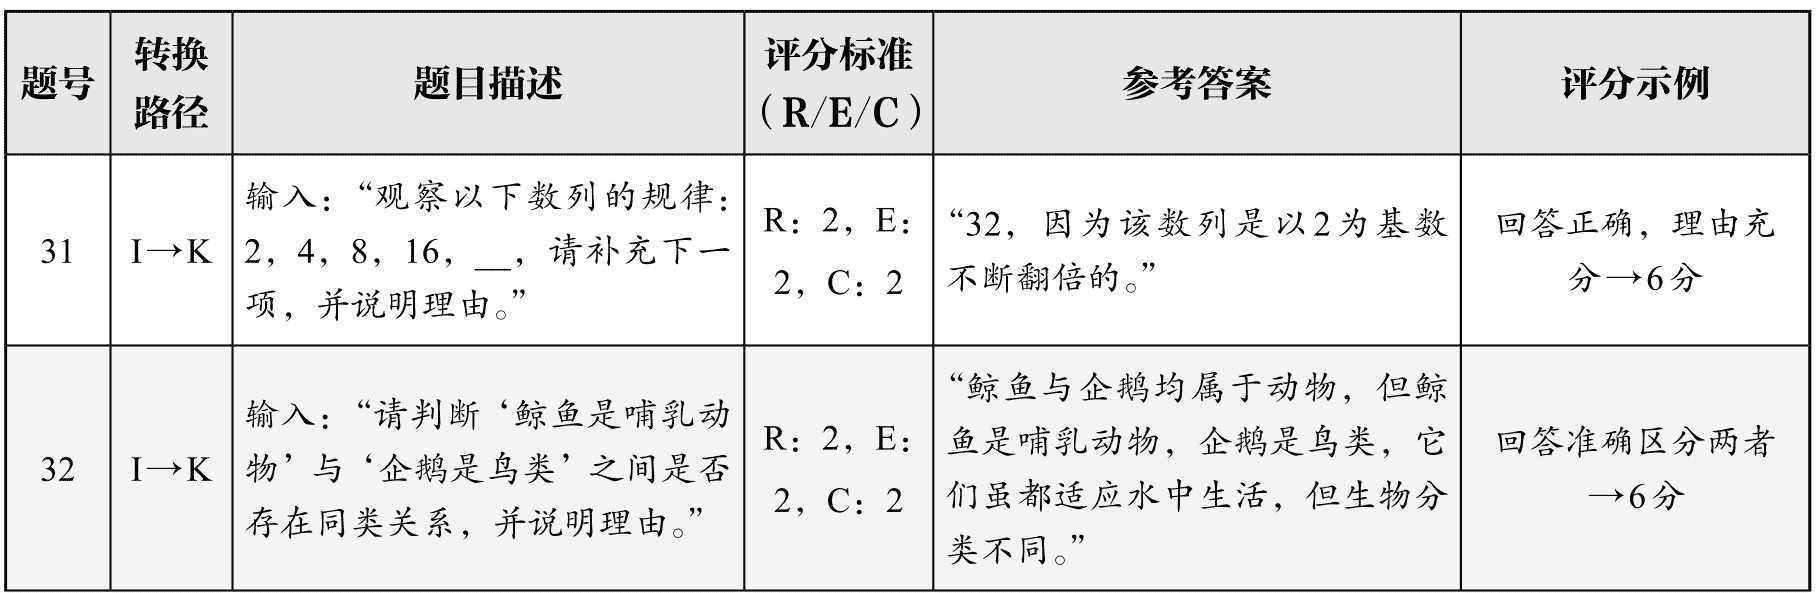 题号
转换
路径
题目描述
评分标准
（R/E/C）
参考答案
评分示例
31
I→K
输入：“观察以下数列的规律：
2，4，8，16，__，请补充下一
项，并说明理由。”
R：2，E：
2，C：2
“32，因为该数列是以2为基数
不断翻倍的。”
回答正确，理由充
分→6分
32
I→K
输入：“请判断‘鲸鱼是哺乳动
物’与‘企鹅是鸟类’之间是否
存在同类关系，并说明理由。”
R：2，E：
2，C：2
“鲸鱼与企鹅均属于动物，但鲸
鱼是哺乳动物，企鹅是鸟类，它
们虽都适应水中生活，但生物分
类不同。”
回答准确区分两者
→6分